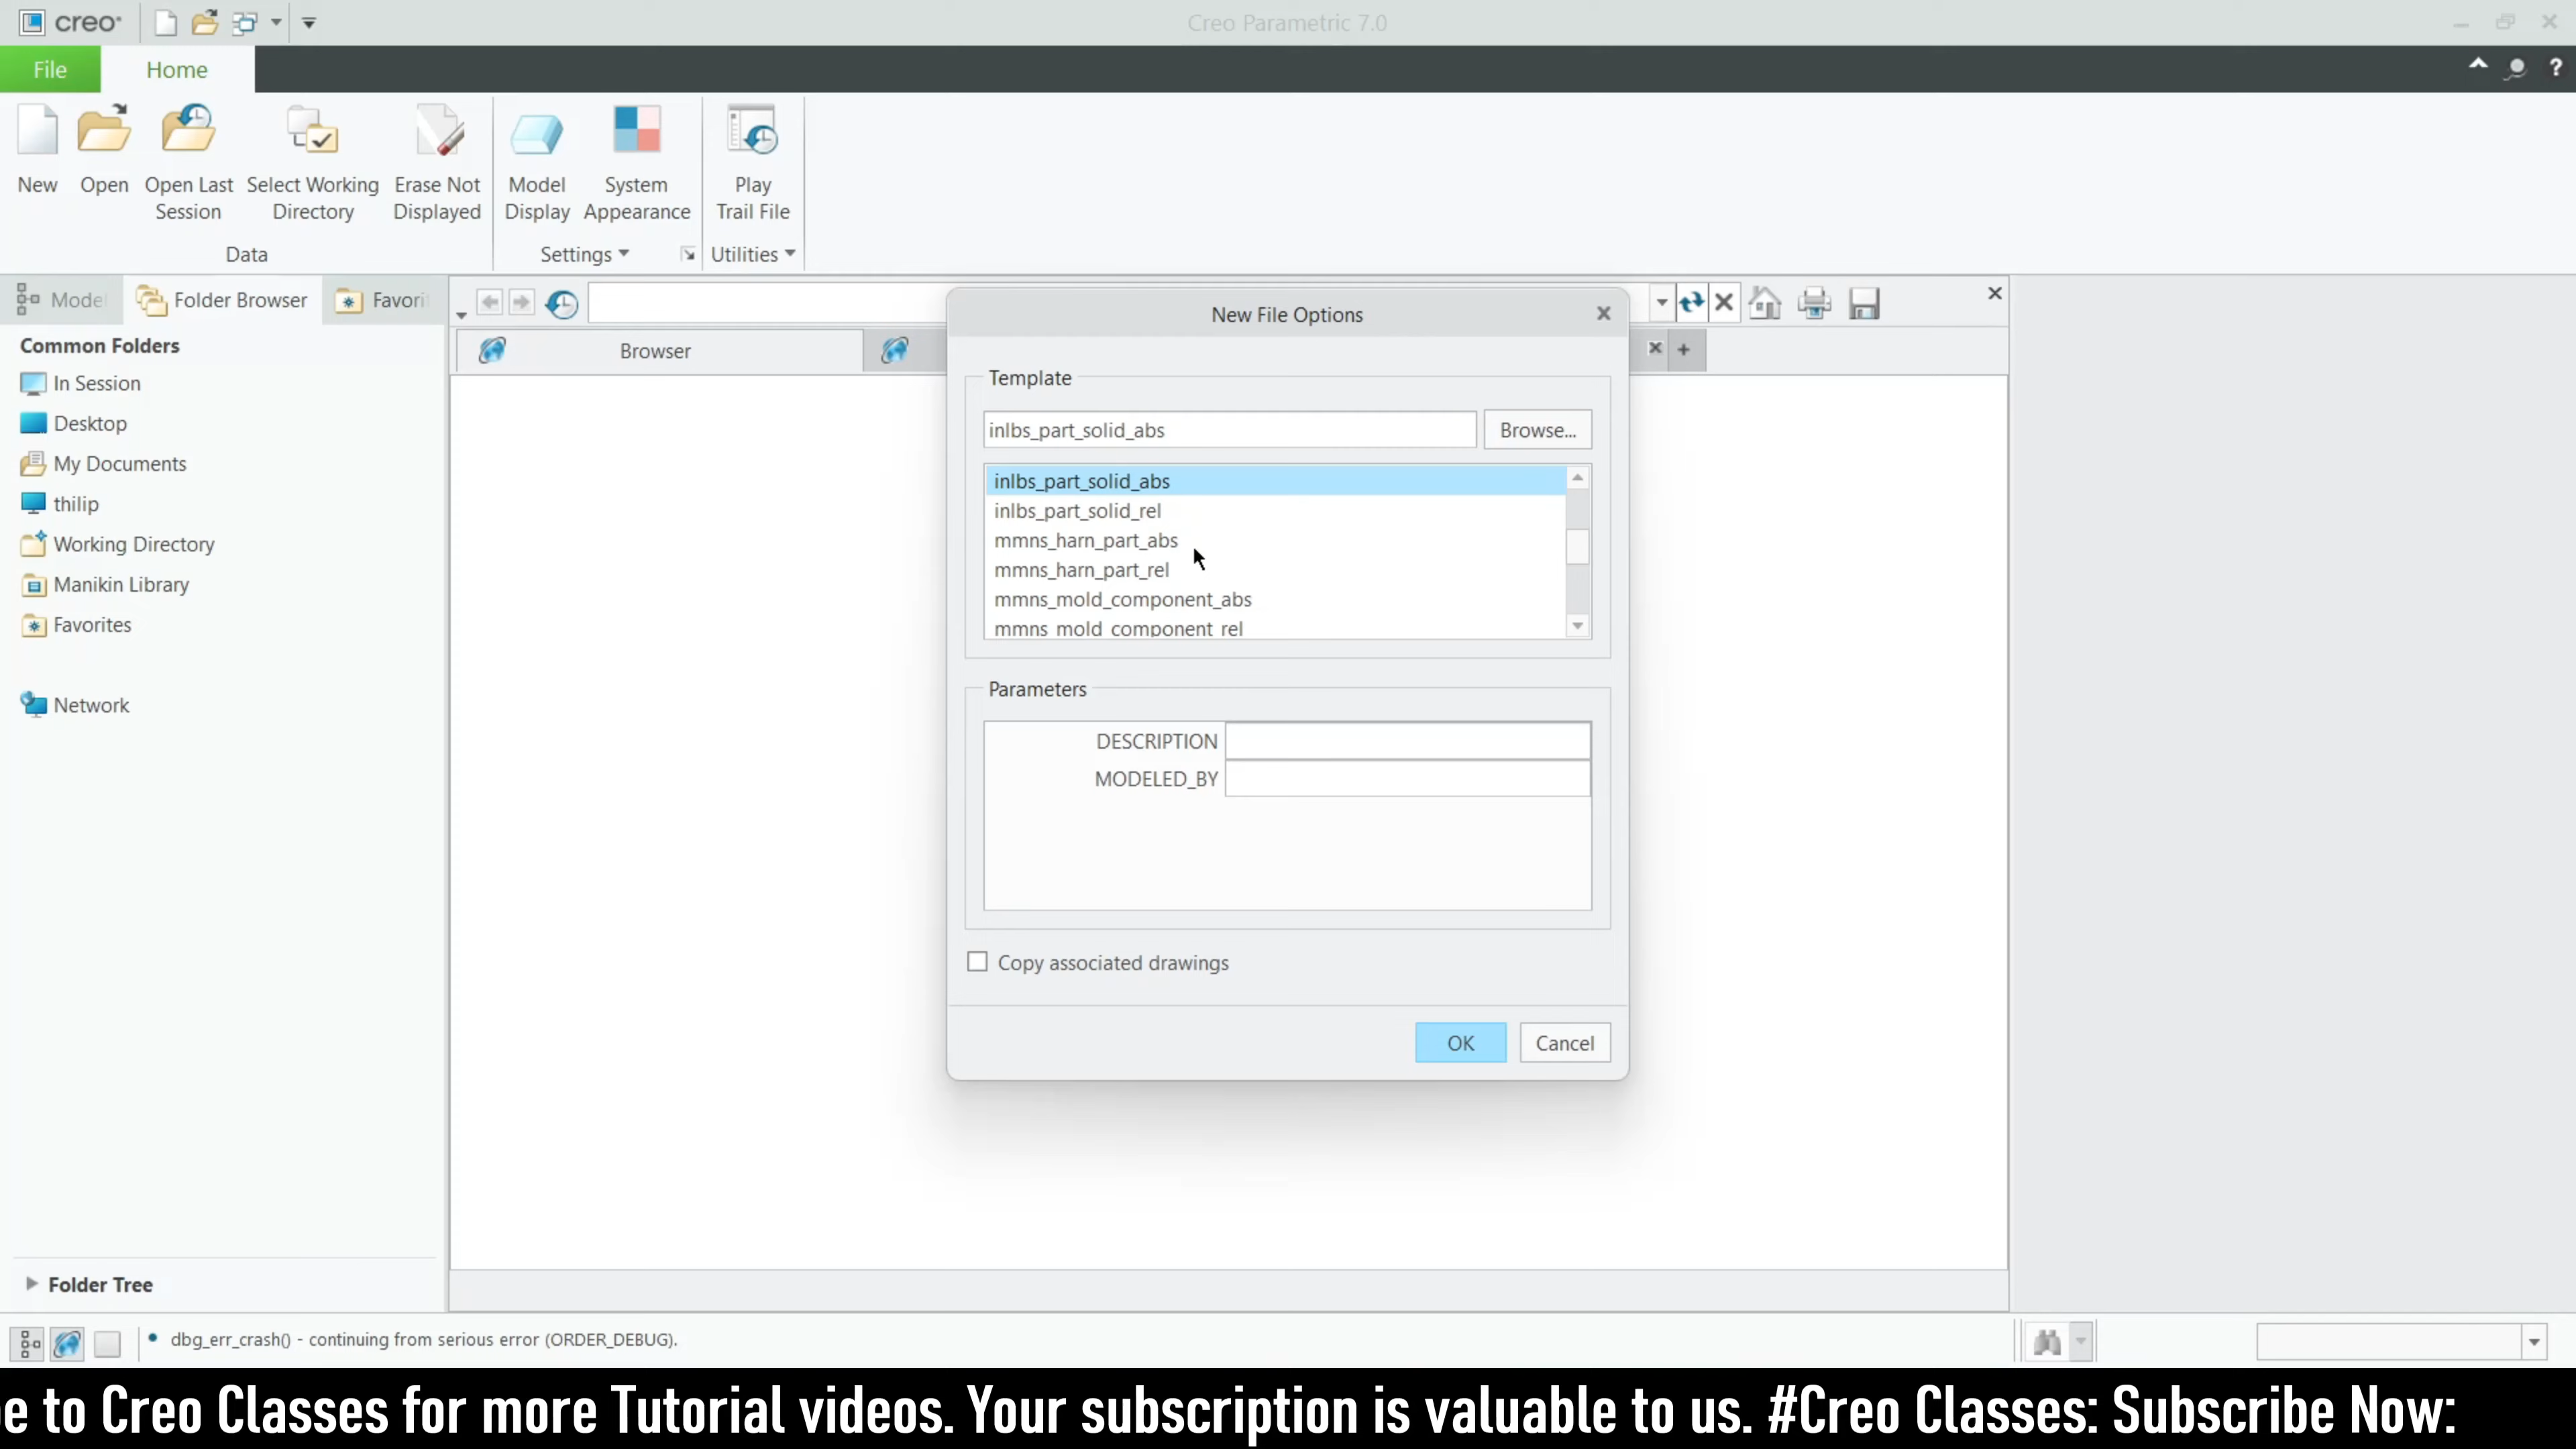 creo
Creo Parametric 7.0
File
Home
New
Open
Open Last Session
Select Working Directory
Erase Not Displayed
Model Display
System Appearance
Play Trail File
Data
Settings
Utilities
Mode
Folder Browser
Favori
Common Folders
In Session
Desktop
My Documents
thilip
Working Directory
Manikin Library
Favorites
Network
Folder Tree
Browser
New File Options
Template
inlbs_part_solid_abs
Browse...
inlbs_part_solid_abs
inlbs_part_solid_rel
mmns_harn_part_abs
mmns_harn_part_rel
mmns_mold_component_abs
mmns_mold_component_rel
Parameters
DESCRIPTION
MODELED_BY
Copy associated drawings
OK
Cancel
dbg_err_crash() - continuing from serious error (ORDER_DEBUG).
e to Creo Classes for more Tutorial videos. Your subscription is valuable to us. #Creo Classes: Subscribe Now: